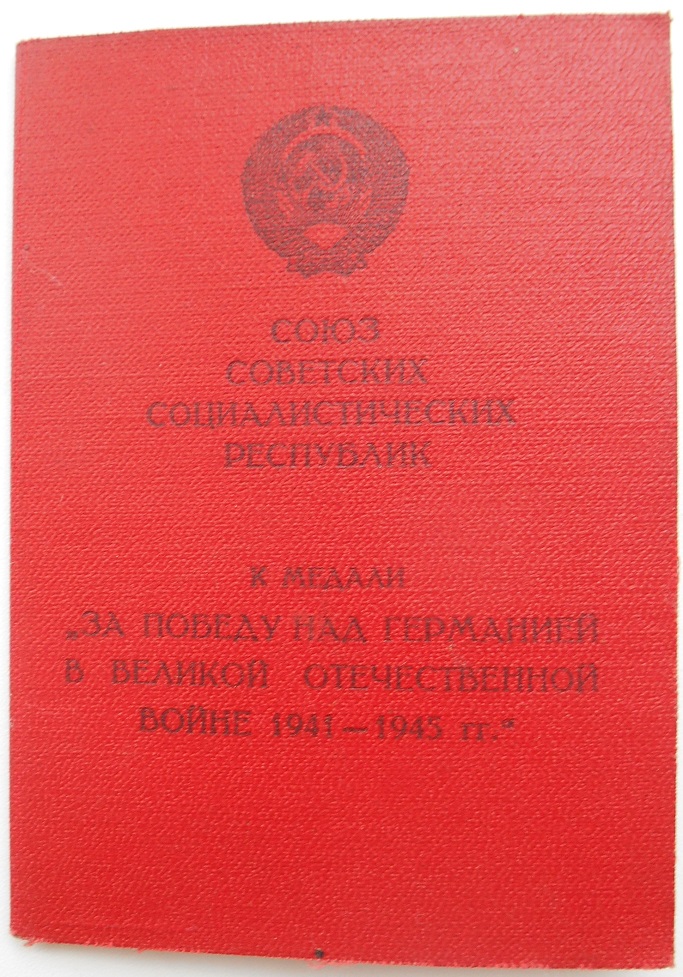 СОЮЗ
СОВЕТСКИХ
СОЦИАЛИСТИЧЕСКИХ
РЕСПУБЛИК
К МЕДАЛИ
„ЗА ПОБЕДУ НАД ГЕРМАНИЕЙ
В ВЕЛИКОЙ ОТЕЧЕСТВЕННОЙ
ВОЙНЕ 1941—1945 гг.“